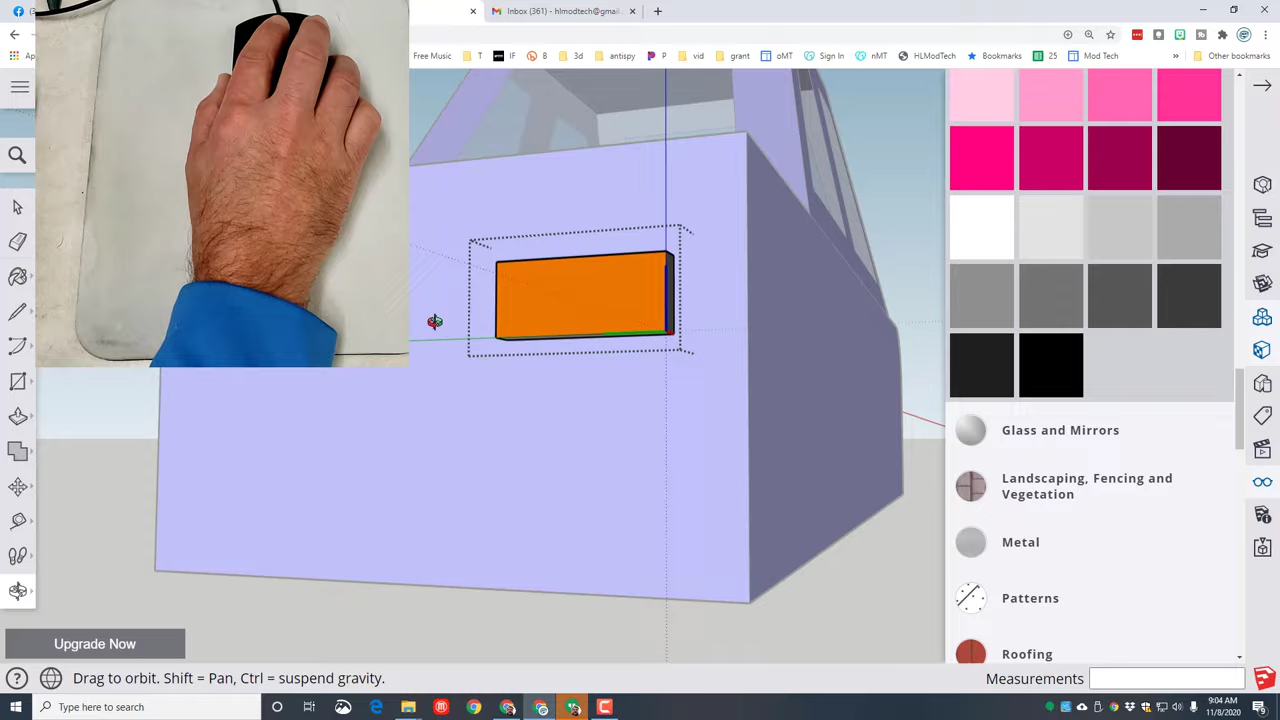 Inbox (361) - hlmodtech@gmail
Free Music
T
IF
B
3d
antispy
P
vid
grant
oMT
Sign In
nMT
HLModTech
Bookmarks
25
Mod Tech
Other bookmarks
Glass and Mirrors
Landscaping, Fencing and
Vegetation
Metal
Patterns
Roofing
Upgrade Now
Drag to orbit. Shift = Pan, Ctrl = suspend gravity.
Measurements
Type here to search
9:04 AM
11/8/2020